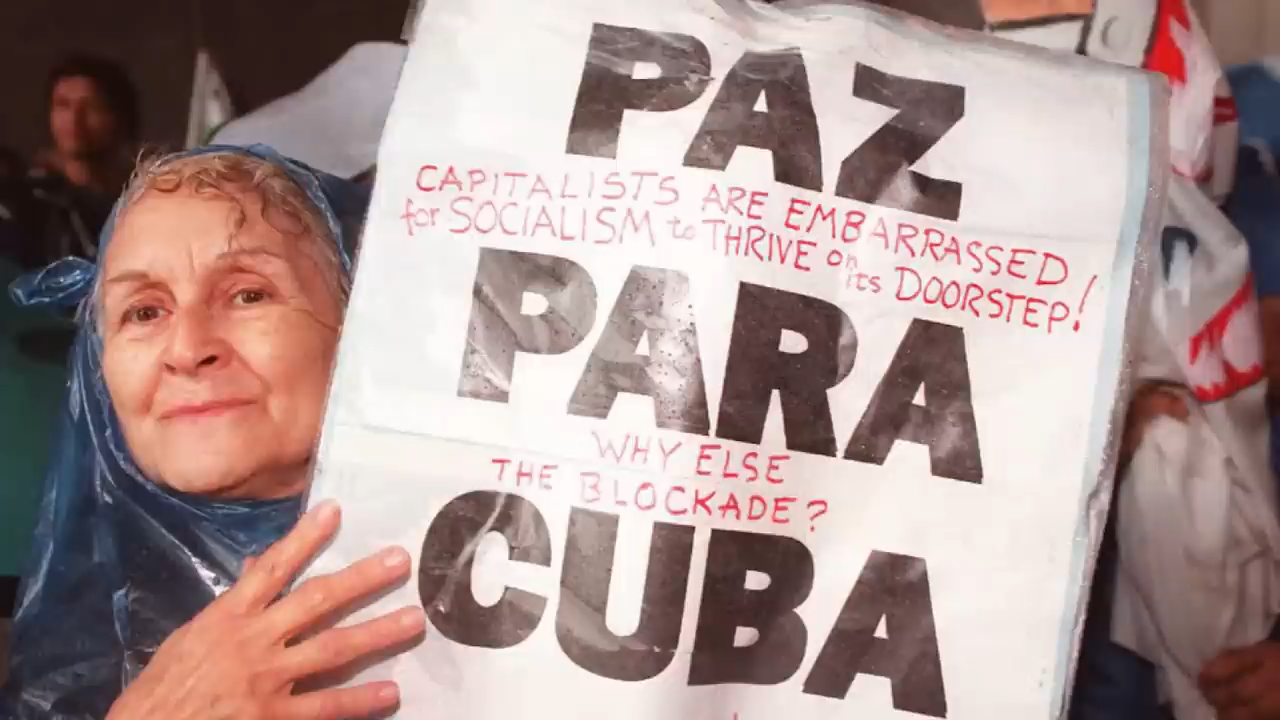 PAZ
CAPITALISTS ARE EMBARRASSED!
for SOCIALISM to THRIVE on its DOORSTEP!
PARA
WHY ELSE
THE BLOCKADE?
CUBA